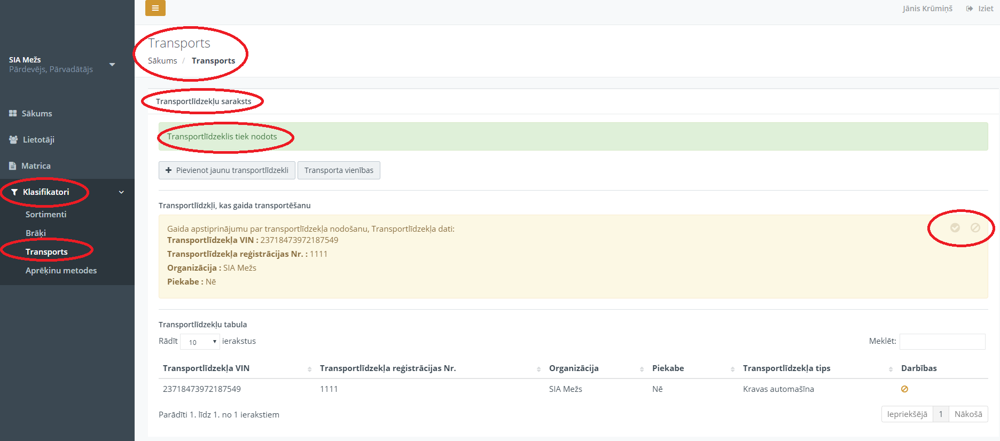 Jānis Krūmiņš Iziet
SIA Mežs
Pārdevējs, Pārvadātājs
Sākums
Lietotāji
Matrica
Klasifikatori
Sortimenti
Brāķi
Transports
Aprēķinu metodes
Transports
Sākums / Transports
Transportlīdzekļu saraksts
Transportlīdzeklis tiek nodots
Pievienot jaunu transportlīdzekli Transporta vienības
Transportlīdzkļi, kas gaida transportēšanu
Gaida apstiprinājumu par transportlīdzekļa nodošanu, Transportlīdzekļa dati:
Transportlīdzekļa VIN : 23718473972187549
Transportlīdzekļa reģistrācijas Nr. : 1111
Organizācija : SIA Mežs
Piekabe : Nē
Transportlīdzekļu tabula
Rādīt 10 ierakstus Meklēt:
Transportlīdzekļa VIN Transportlīdzekļa reģistrācijas Nr. Organizācija Piekabe Transportlīdzekļa tips Darbības
23718473972187549 1111 SIA Mežs Nē Kravas automašīna
Parādīti 1. līdz 1. no 1 ierakstiem Iepriekšējā 1 Nākošā